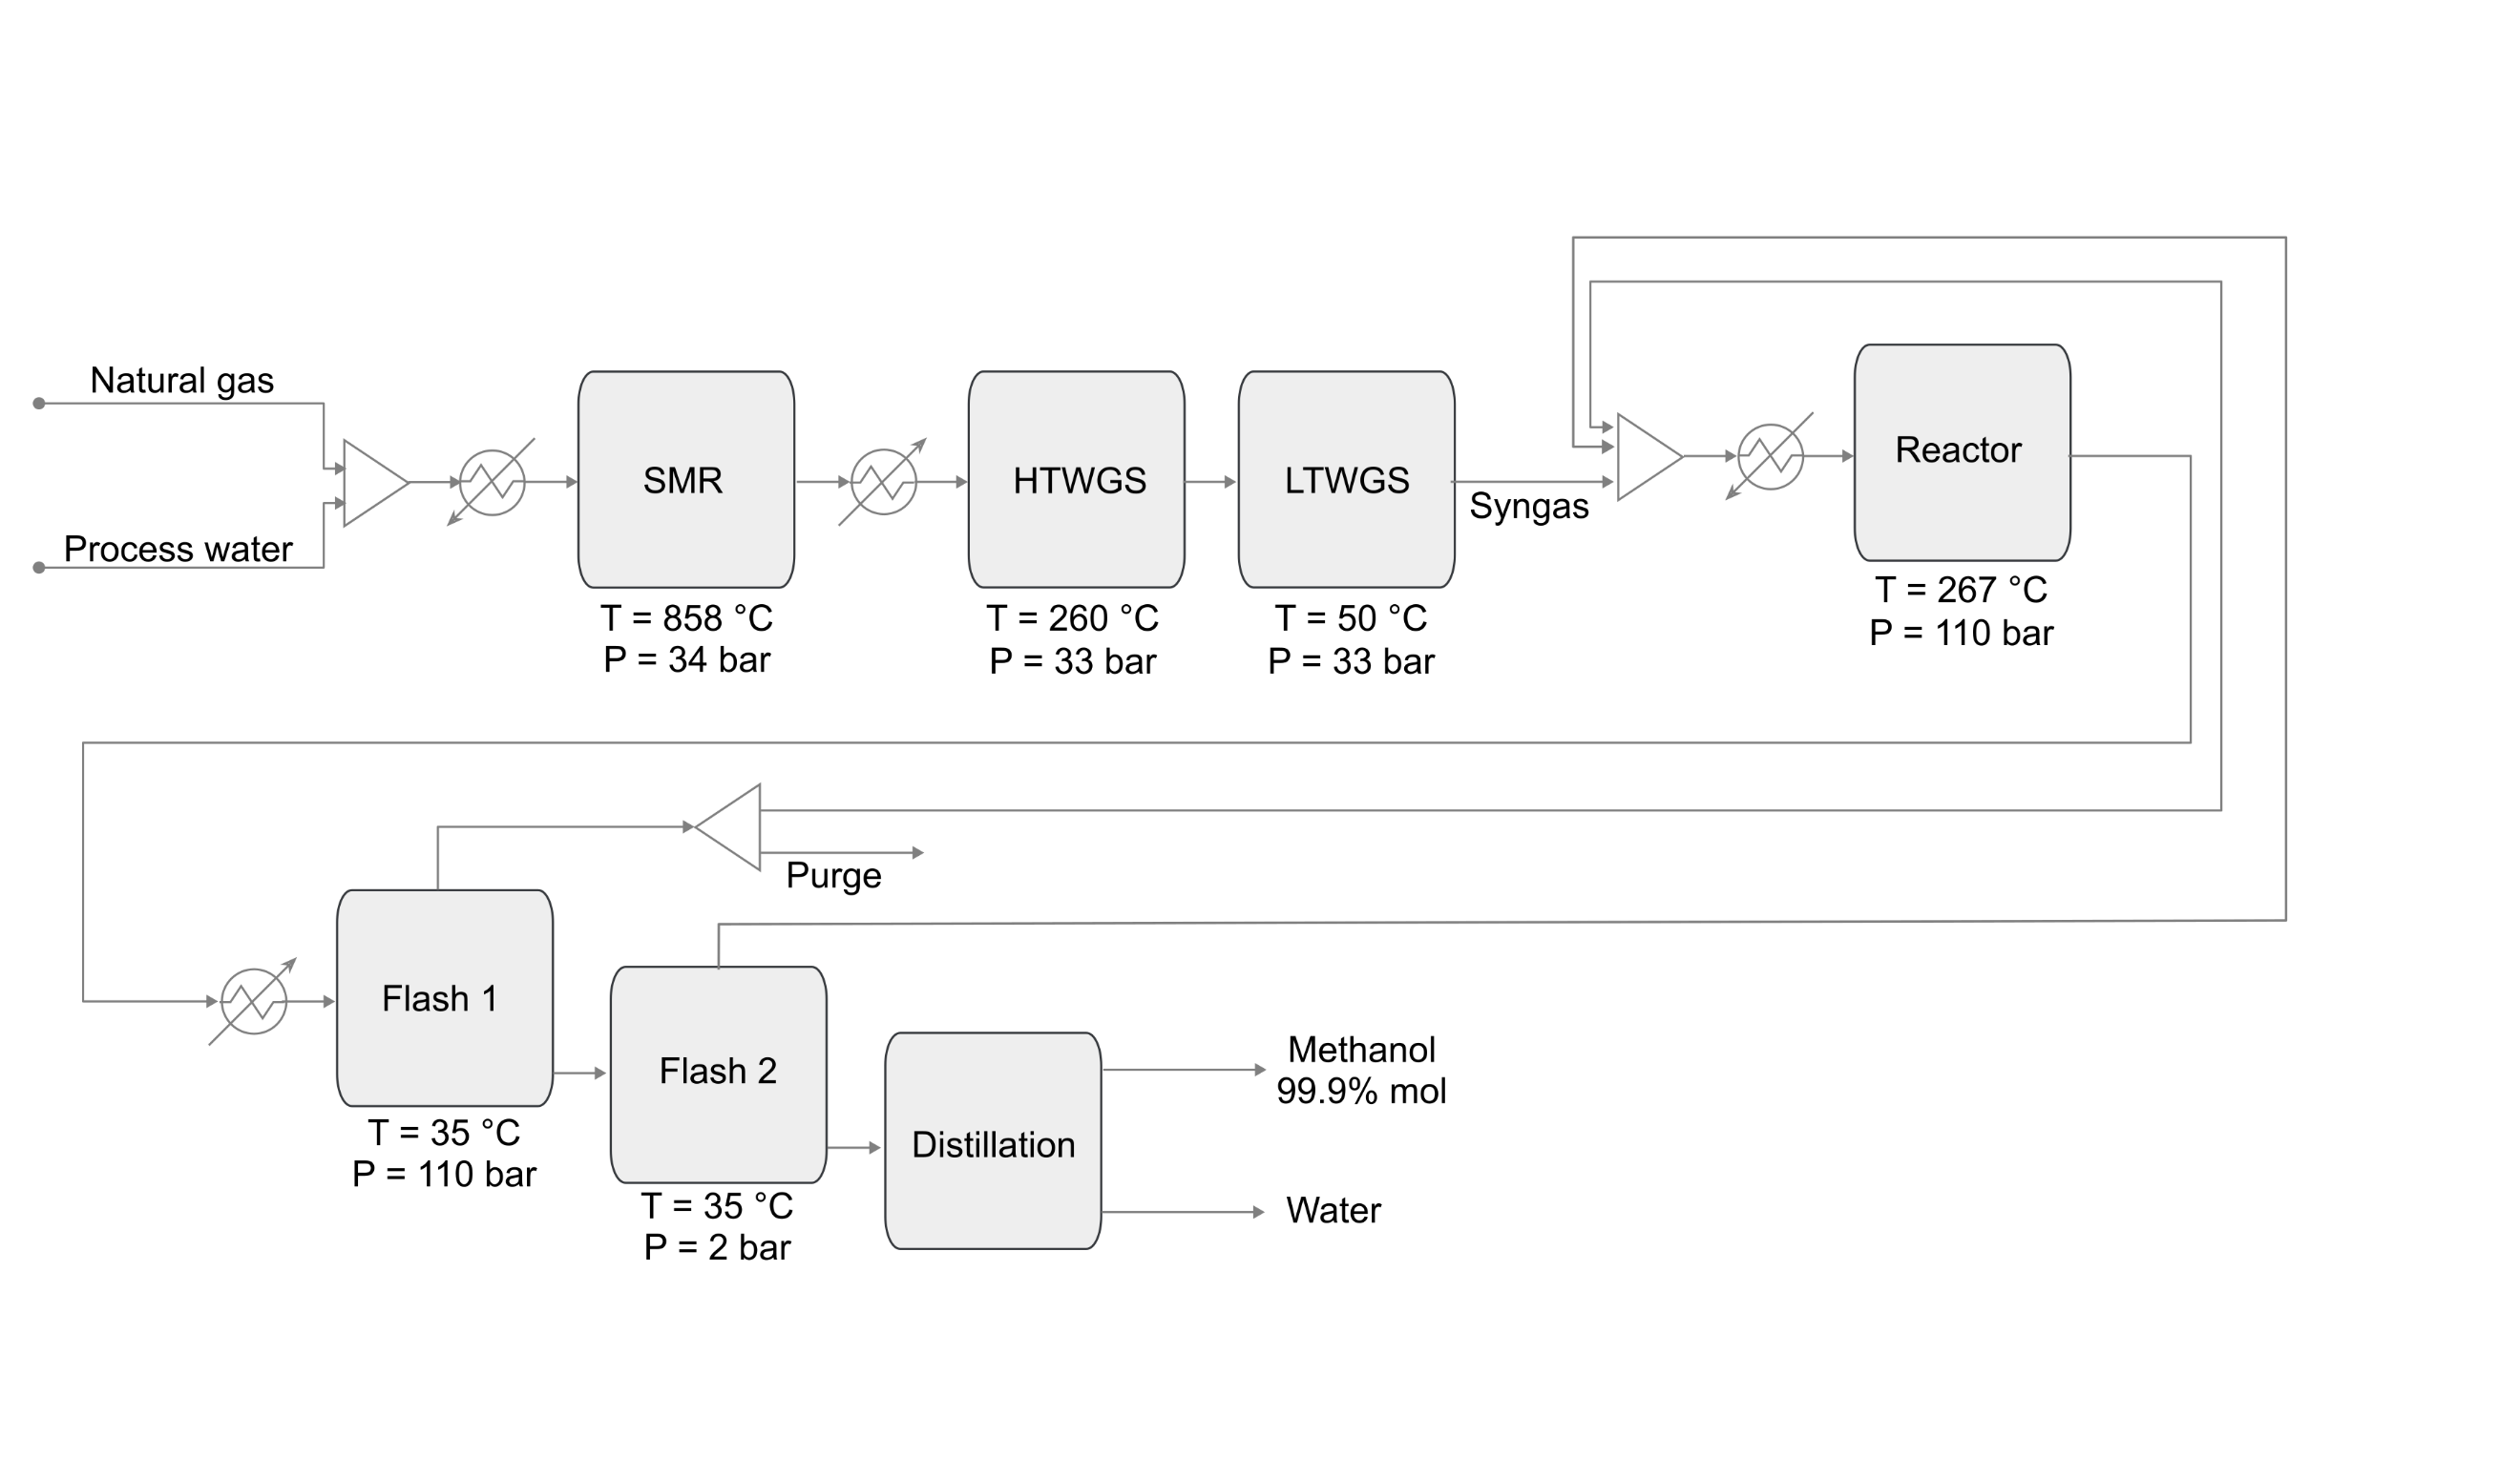 Natural gas
Process water
SMR
T = 858 °C
P = 34 bar
HTWGS
T = 260 °C
P = 33 bar
LTWGS
T = 50 °C
P = 33 bar
Syngas
Reactor
T = 267 °C
P = 110 bar
Purge
Flash 1
T = 35 °C
P = 110 bar
Flash 2
T = 35 °C
P = 2 bar
Distillation
Methanol
99.9% mol
Water